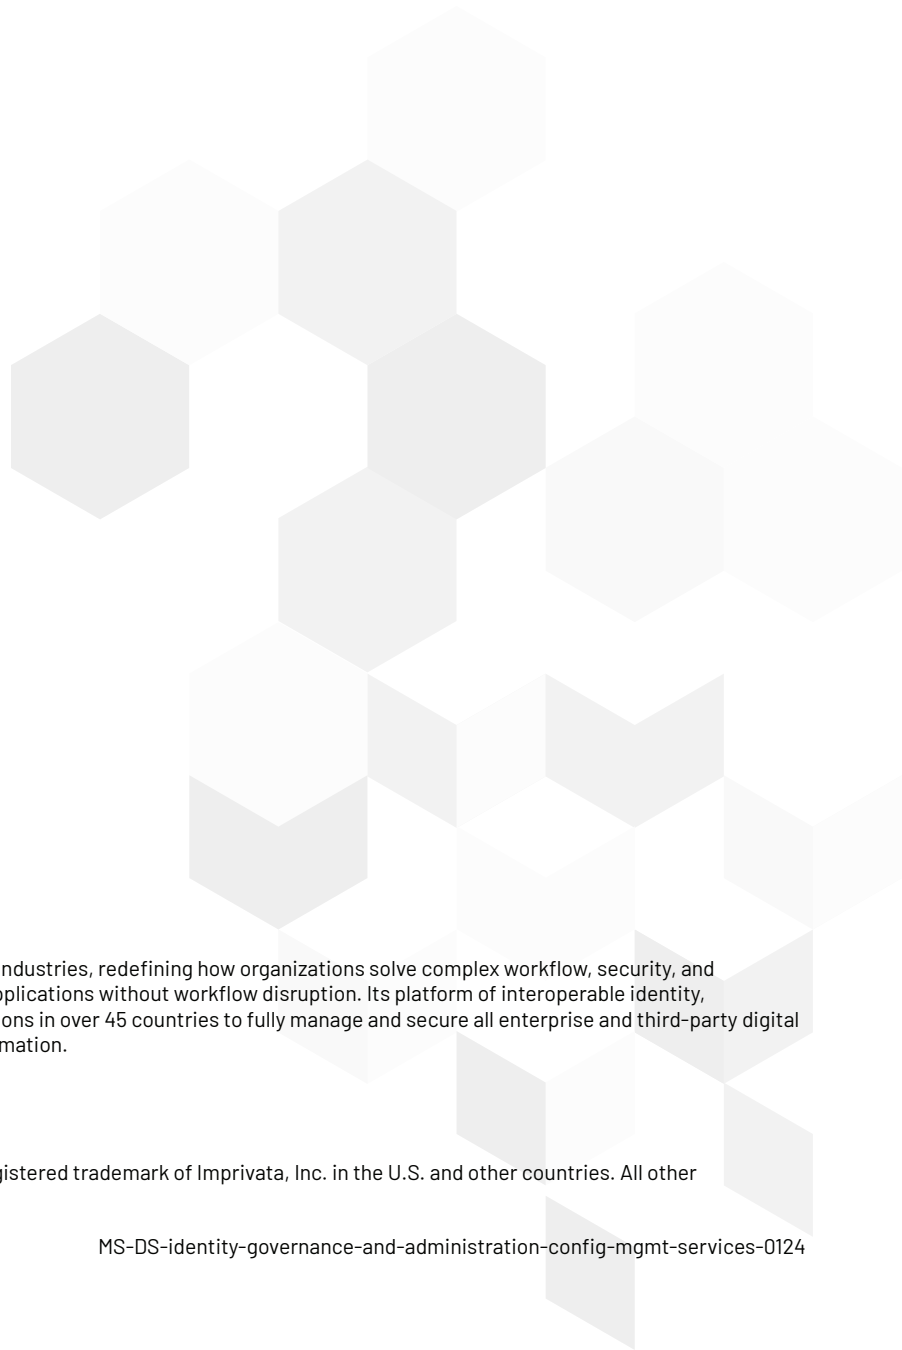 ndustries, redefining how organizations solve complex workflow, security, and
pplications without workflow disruption. Its platform of interoperable identity,
ons in over 45 countries to fully manage and secure all enterprise and third-party digital
mation.
gistered trademark of Imprivata, Inc. in the U.S. and other countries. All other
MS-DS-identity-governance-and-administration-config-mgmt-services-0124